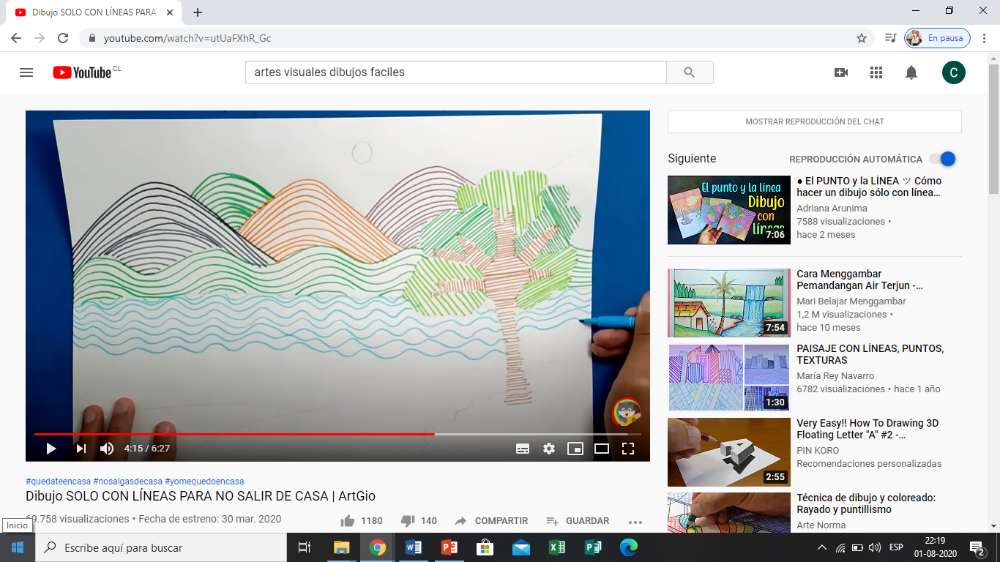 Dibujo SOLO CON LÍNEAS PARA
youtube.com/watch?v=utUaFXhR_Gc
En pausa
YouTube CL
artes visuales dibujos faciles
C
MOSTRAR REPRODUCCIÓN DEL CHAT
Siguiente
REPRODUCCIÓN AUTOMÁTICA
El punto y la línea
Dibujo
con
líneas
7:06
● El PUNTO y la LÍNEA ツ Cómo
hacer un dibujo sólo con línea...
Adriana Arunima
7588 visualizaciones •
hace 2 meses
7:54
Cara Menggambar
Pemandangan Air Terjun -...
Mari Belajar Menggambar
1,2 M visualizaciones •
hace 10 meses
1:30
PAISAJE CON LÍNEAS, PUNTOS,
TEXTURAS
María Rey Navarro
6782 visualizaciones • hace 1 año
2:55
Very Easy!! How To Drawing 3D
Floating Letter "A" #2 -...
PIN KORO
Recomendaciones personalizadas
Técnica de dibujo y coloreado:
Rayado y puntillismo
Arte Norma
4:15 / 6:27
#quedateencasa #nosalgasdecasa #yomequedoencasa
Dibujo SOLO CON LÍNEAS PARA NO SALIR DE CASA | ArtGio
69.758 visualizaciones • Fecha de estreno: 30 mar. 2020
1180
140
COMPARTIR
GUARDAR
Inicio
Escribe aquí para buscar
ESP
22:19
01-08-2020
2